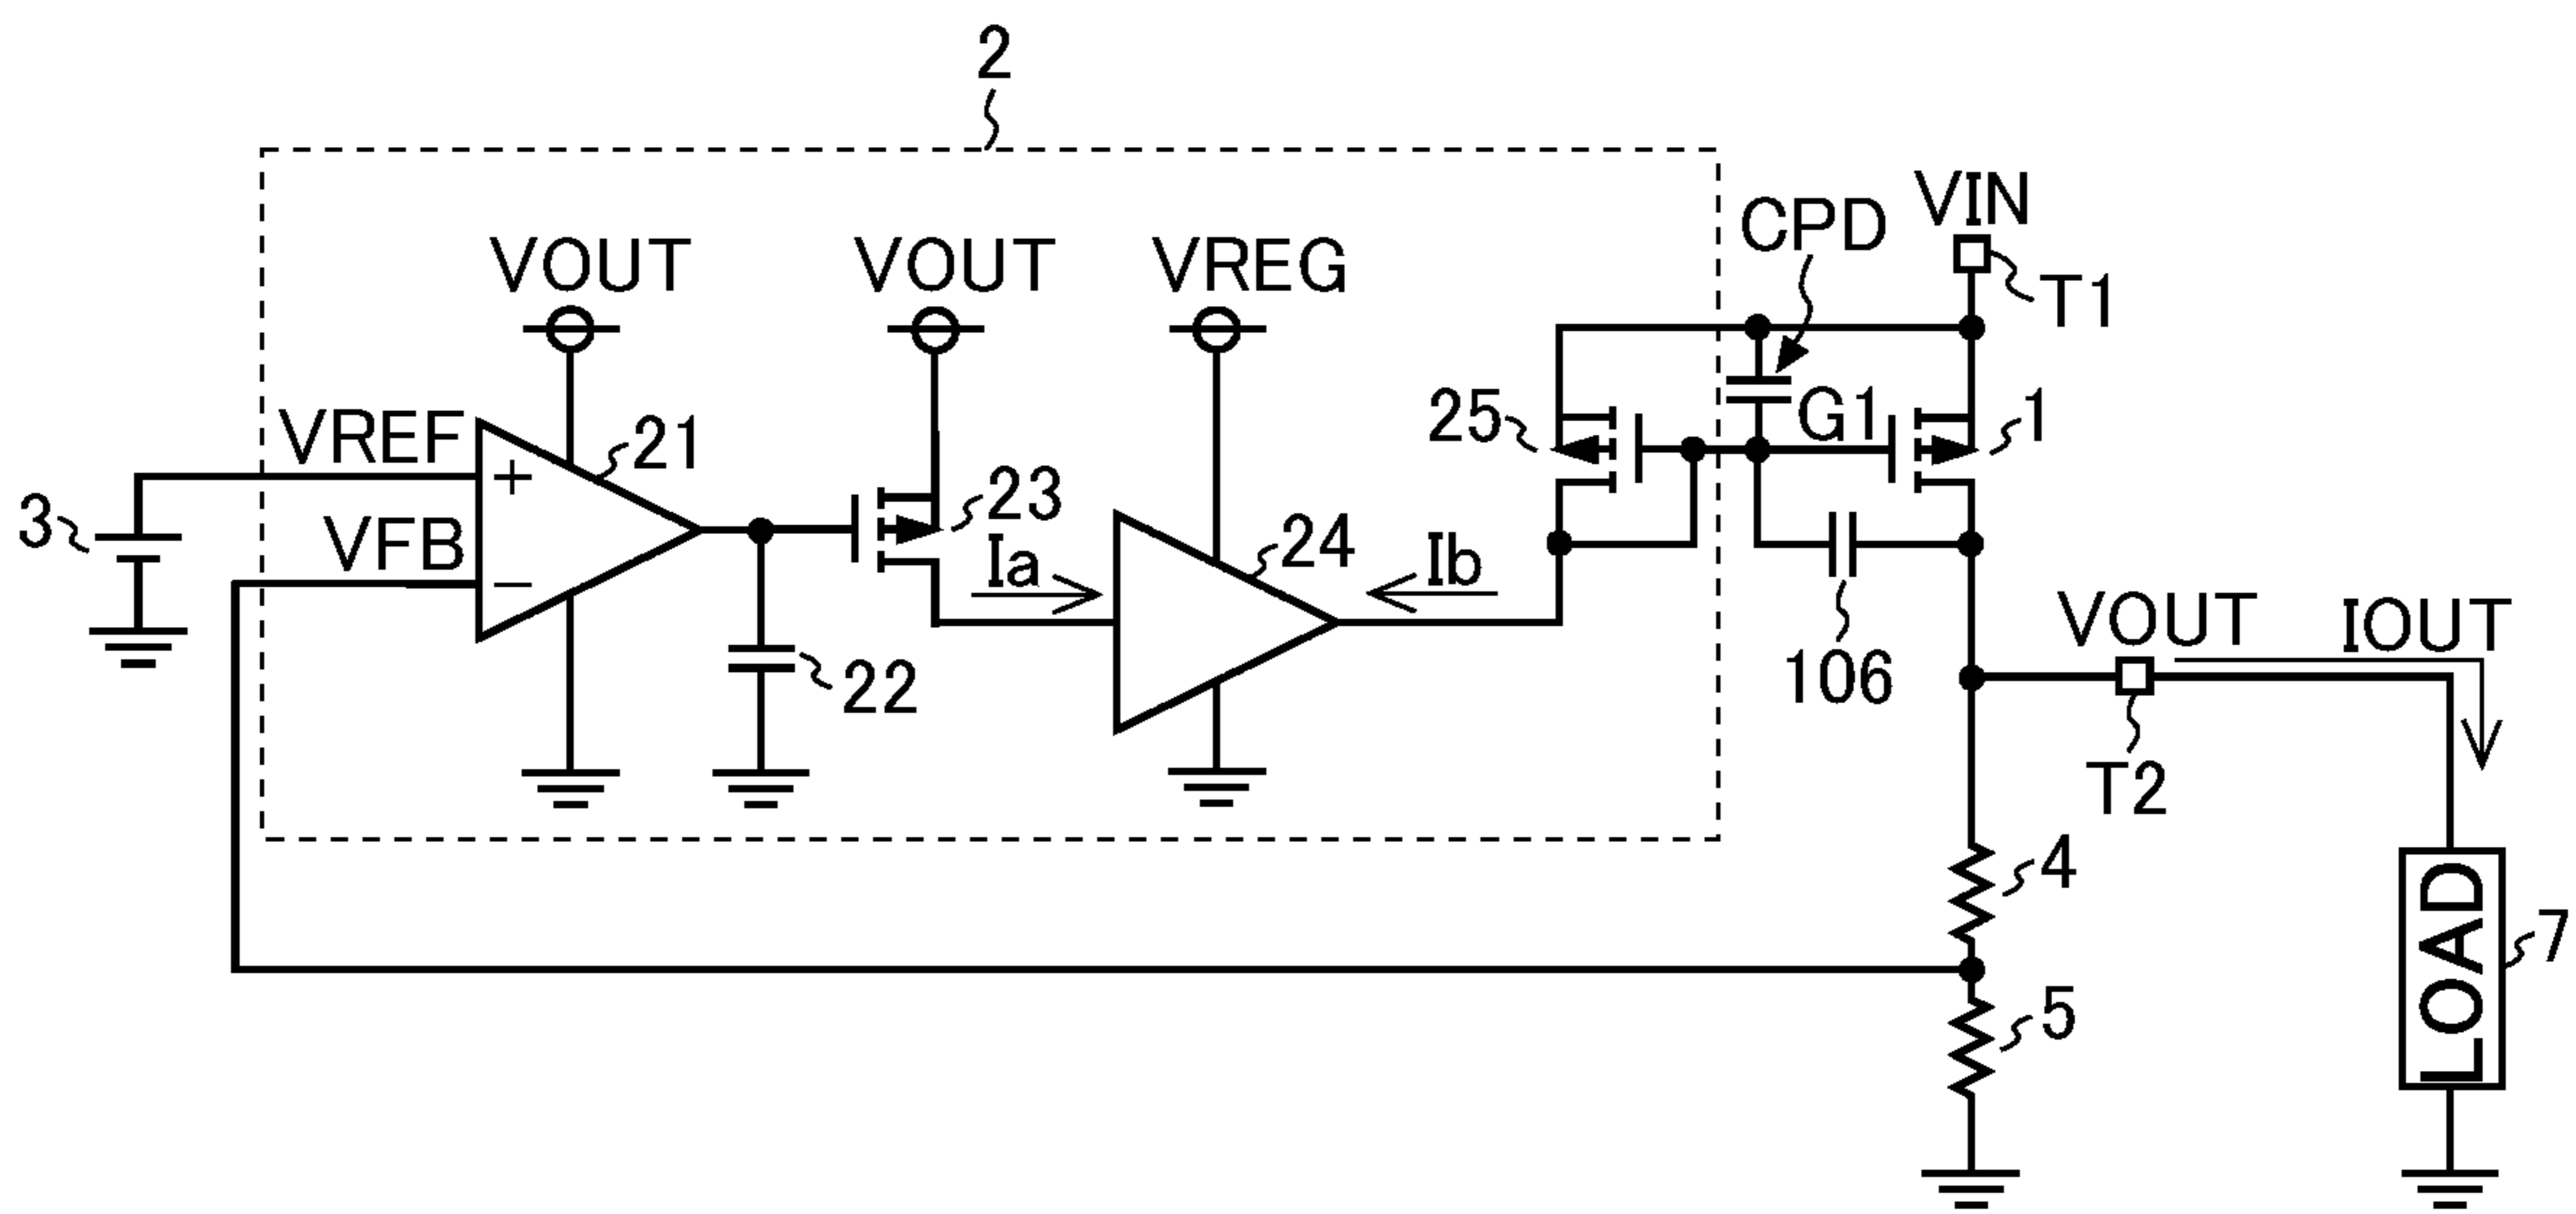 2
VIN
CPD
VOUT VOUT VREG
T1
VREF
21
25
G1
1
+
3
VFB
23
24
Ia
Ib
−
22
106
VOUT
IOUT
T2
4
LOAD
7
5